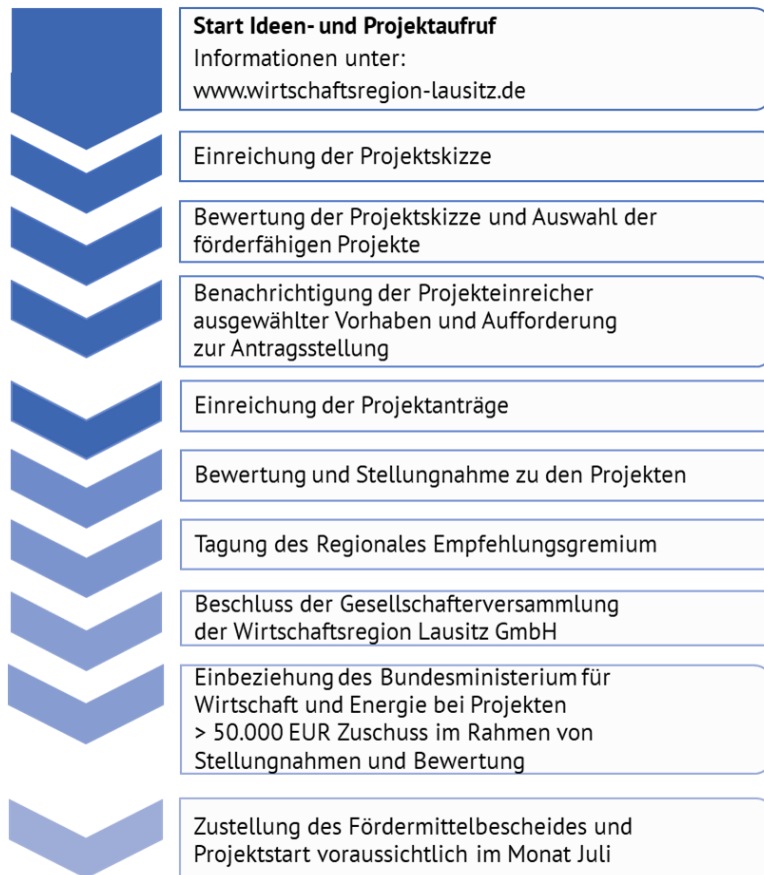 Start Ideen- und Projektaufruf
Informationen unter:
www.wirtschaftsregion-lausitz.de
Einreichung der Projektskizze
Bewertung der Projektskizze und Auswahl der
förderfähigen Projekte
Benachrichtigung der Projekteinreicher
ausgewählter Vorhaben und Aufforderung
zur Antragsstellung
Einreichung der Projektanträge
Bewertung und Stellungnahme zu den Projekten
Tagung des Regionales Empfehlungsgremium
Beschluss der Gesellschafterversammlung
der Wirtschaftsregion Lausitz GmbH
Einbeziehung des Bundesministerium für
Wirtschaft und Energie bei Projekten
> 50.000 EUR Zuschuss im Rahmen von
Stellungnahmen und Bewertung
Zustellung des Fördermittelbescheides und
Projektstart voraussichtlich im Monat Juli